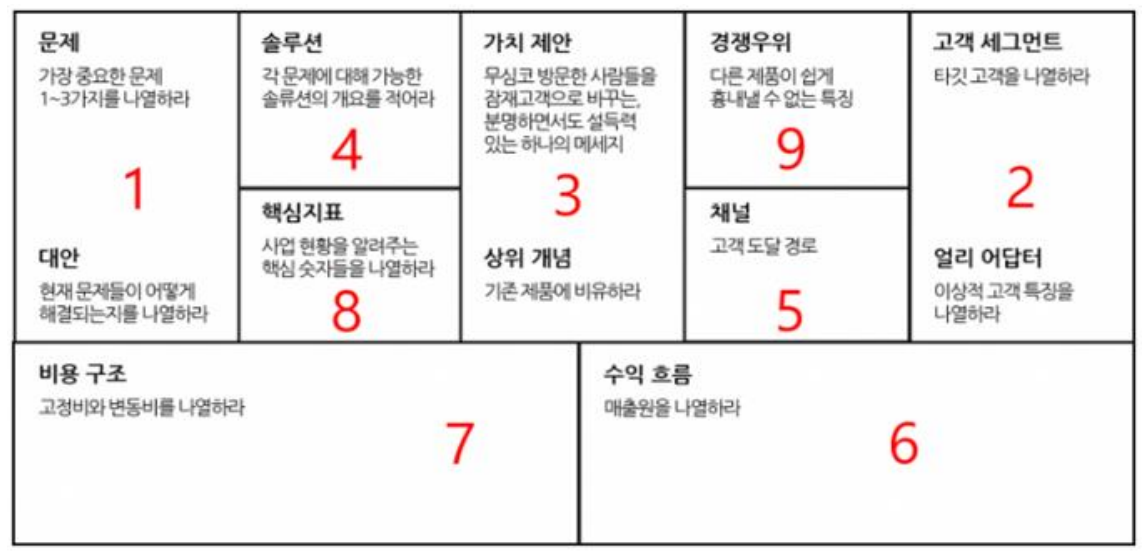 문제
가장 중요한 문제
1~3가지를 나열하라
1
대안
현재 문제들이 어떻게
해결되는지를 나열하라
솔루션
각 문제에 대해 가능한
솔류션의 개요를 적어라
4
핵심지표
사업 현황을 알려주는
핵심 숫자들을 나열하라
8
가치 제안
무심코 방문한 사람들을
잠재고객으로 바꾸는,
분명하면서도 설득력
있는 하나의 메세지
3
상위 개념
기존 제품에 비유하라
경쟁우위
다른 제품이 쉽게
흉내낼 수 없는 특징
9
채널
고객 도달 경로
5
고객 세그먼트
타깃 고객을 나열하라
2
얼리 어답터
이상적 고객 특징을
나열하라
비용 구조
고정비와 변동비를 나열하라
7
수익 흐름
매출원을 나열하라
6